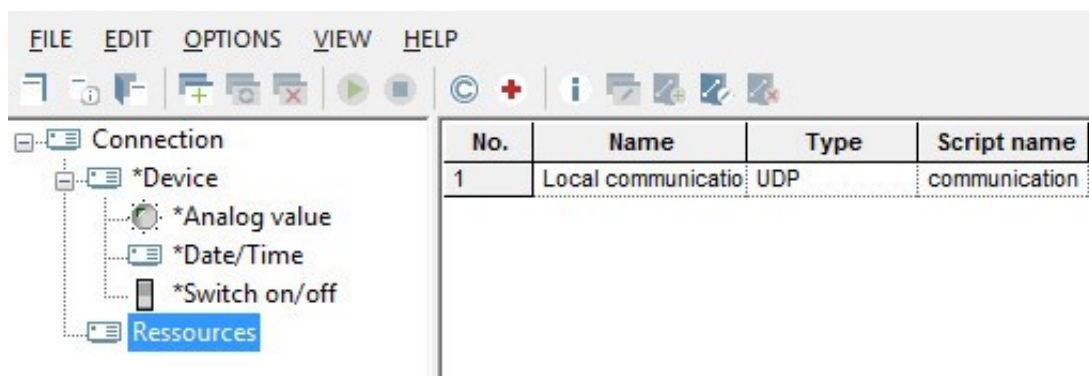 FILE EDIT OPTIONS VIEW HELP
Connection
*Device
*Analog value
*Date/Time
*Switch on/off
Ressources
No. Name Type Script name
1 Local communicatio UDP communication